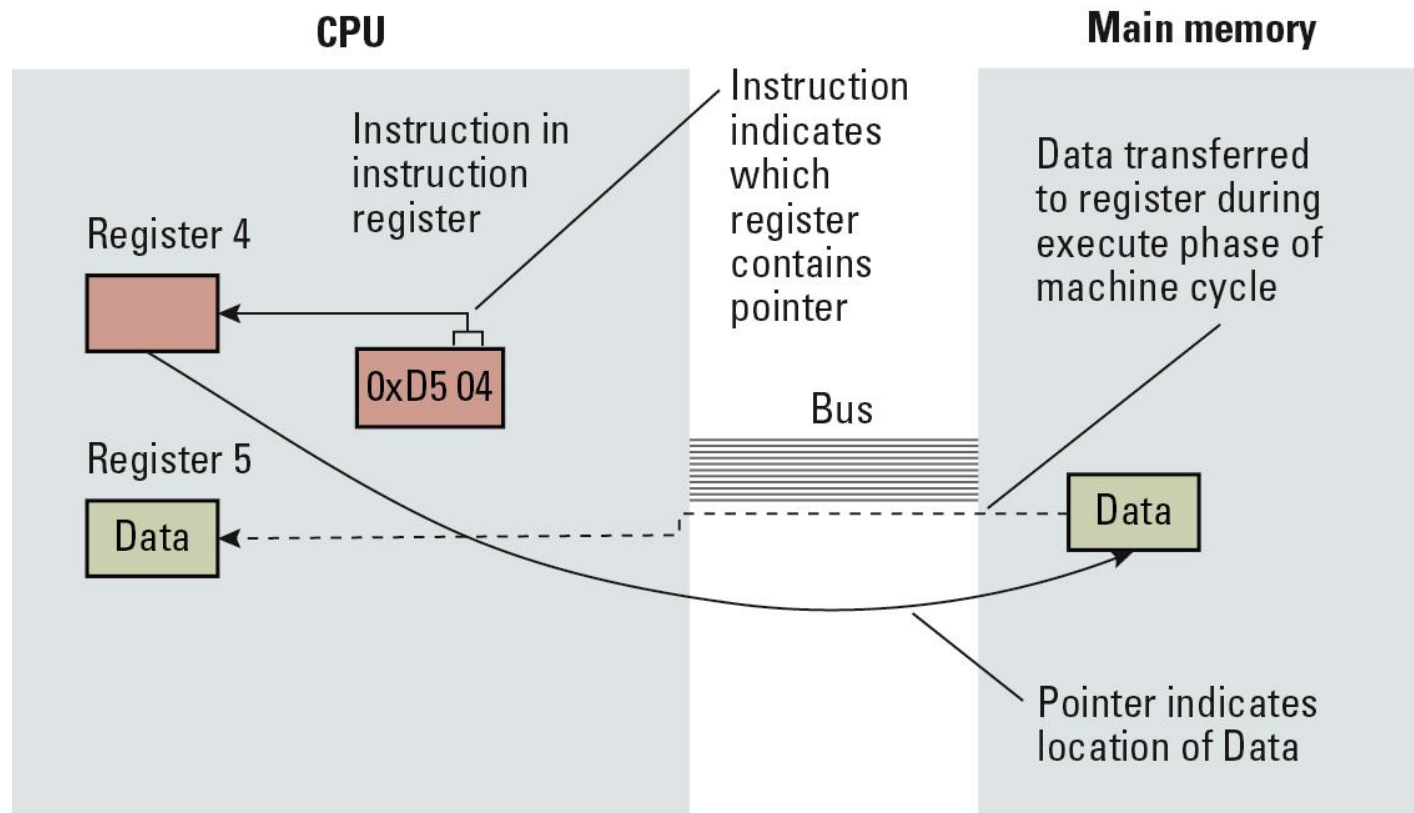 CPU
Main memory
Instruction in
instruction
register
Instruction
indicates
which
register
contains
pointer
Data transferred
to register during
execute phase of
machine cycle
Register 4
0xD5 04
Bus
Register 5
Data
Data
Pointer indicates
location of Data